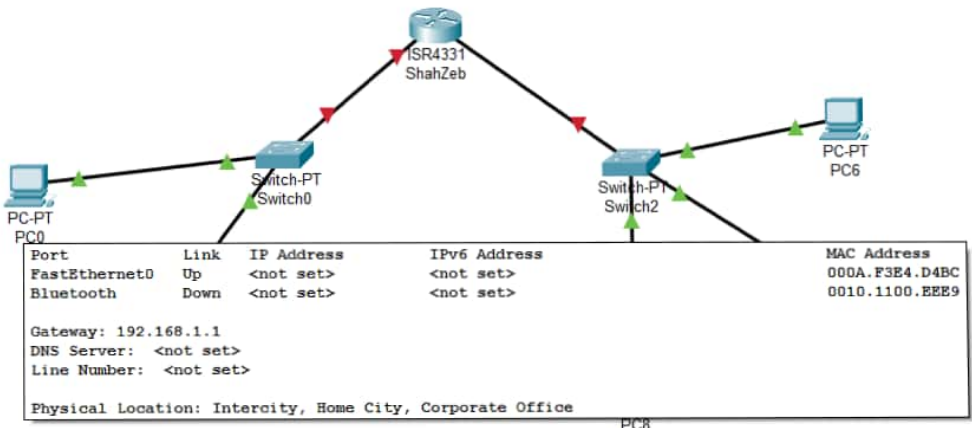 ISR4331
ShahZeb
PC-PT
PC6
Switch-PT
Switch0
Switch-PT
Switch2
PC-PT
PC0
Port Link IP Address IPv6 Address MAC Address
FastEthernet0 Up <not set> <not set> 000A.F3E4.D4BC
Bluetooth Down <not set> <not set> 0010.1100.EEE9
Gateway: 192.168.1.1
DNS Server: <not set>
Line Number: <not set>
Physical Location: Intercity, Home City, Corporate Office
PC8